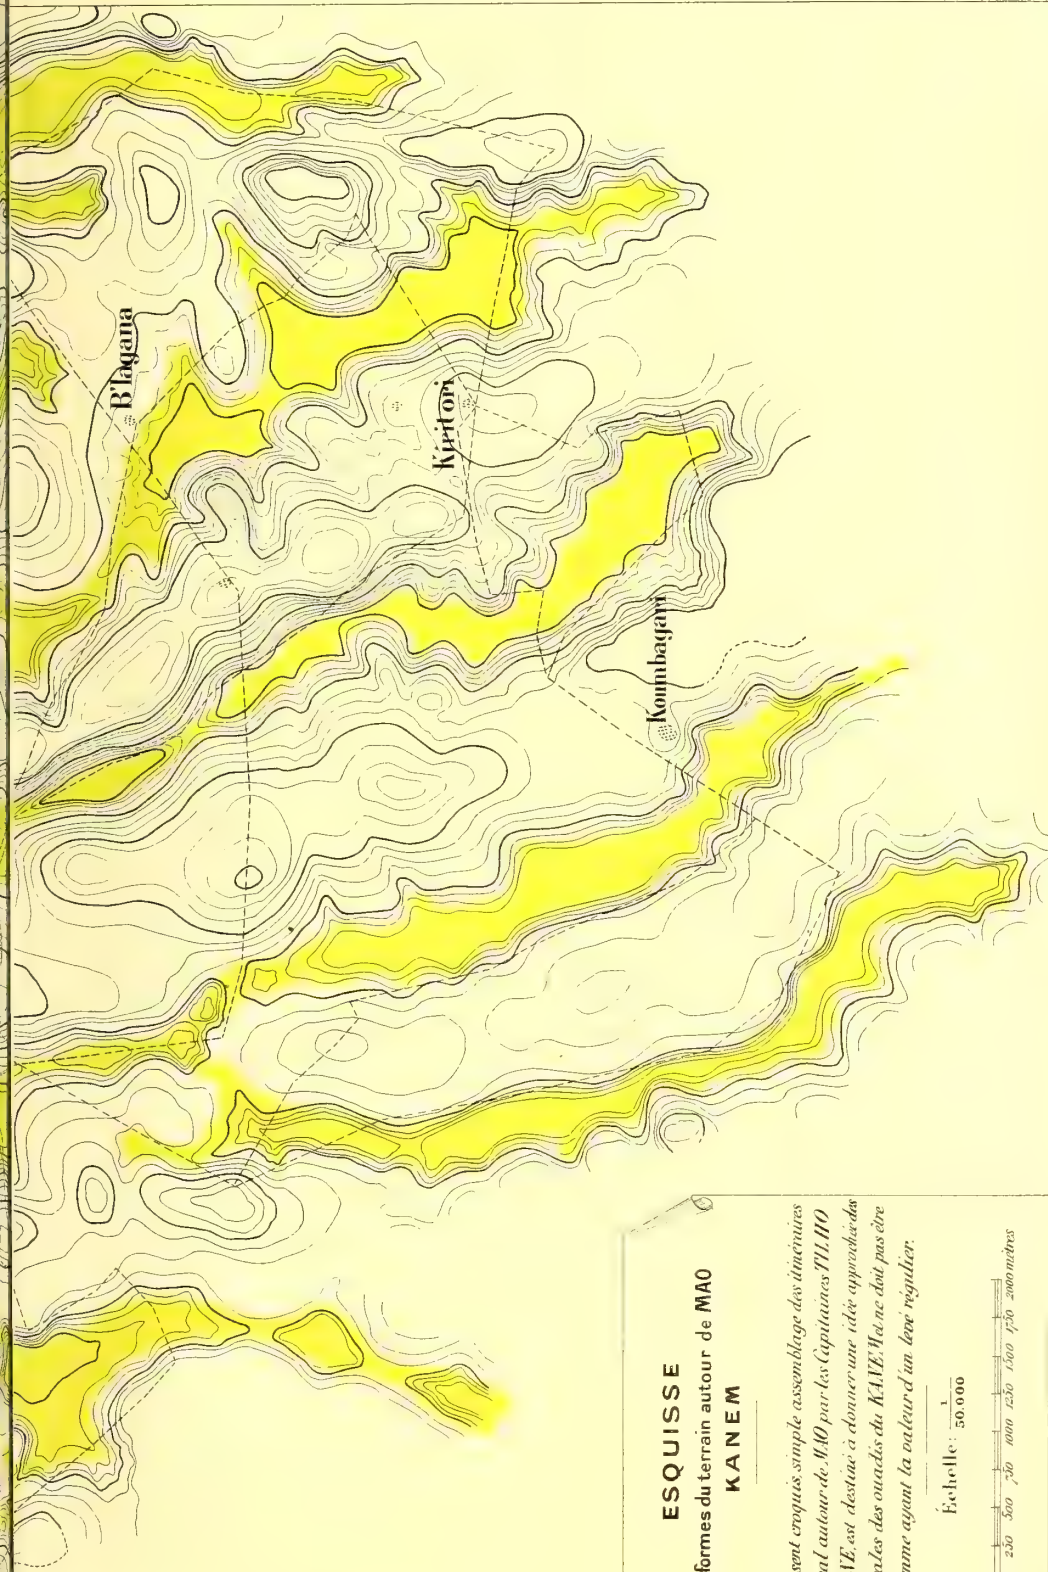 B'lagana
Kiritori
Koumbagari
ESQUISSE
formes du terrain autour de MAO
KANEM
sent croquis, simple assemblage des itinéraires
al autour de MAO par les Capitaines TILHO
est destiné à donner une idée approchée des
ales des ouadis du KANEM et ne doit pas être
mme ayant la valeur d'un levé régulier.
Échelle: 1/50.000
250 500 750 1000 1250 1500 1750 2000 mètres